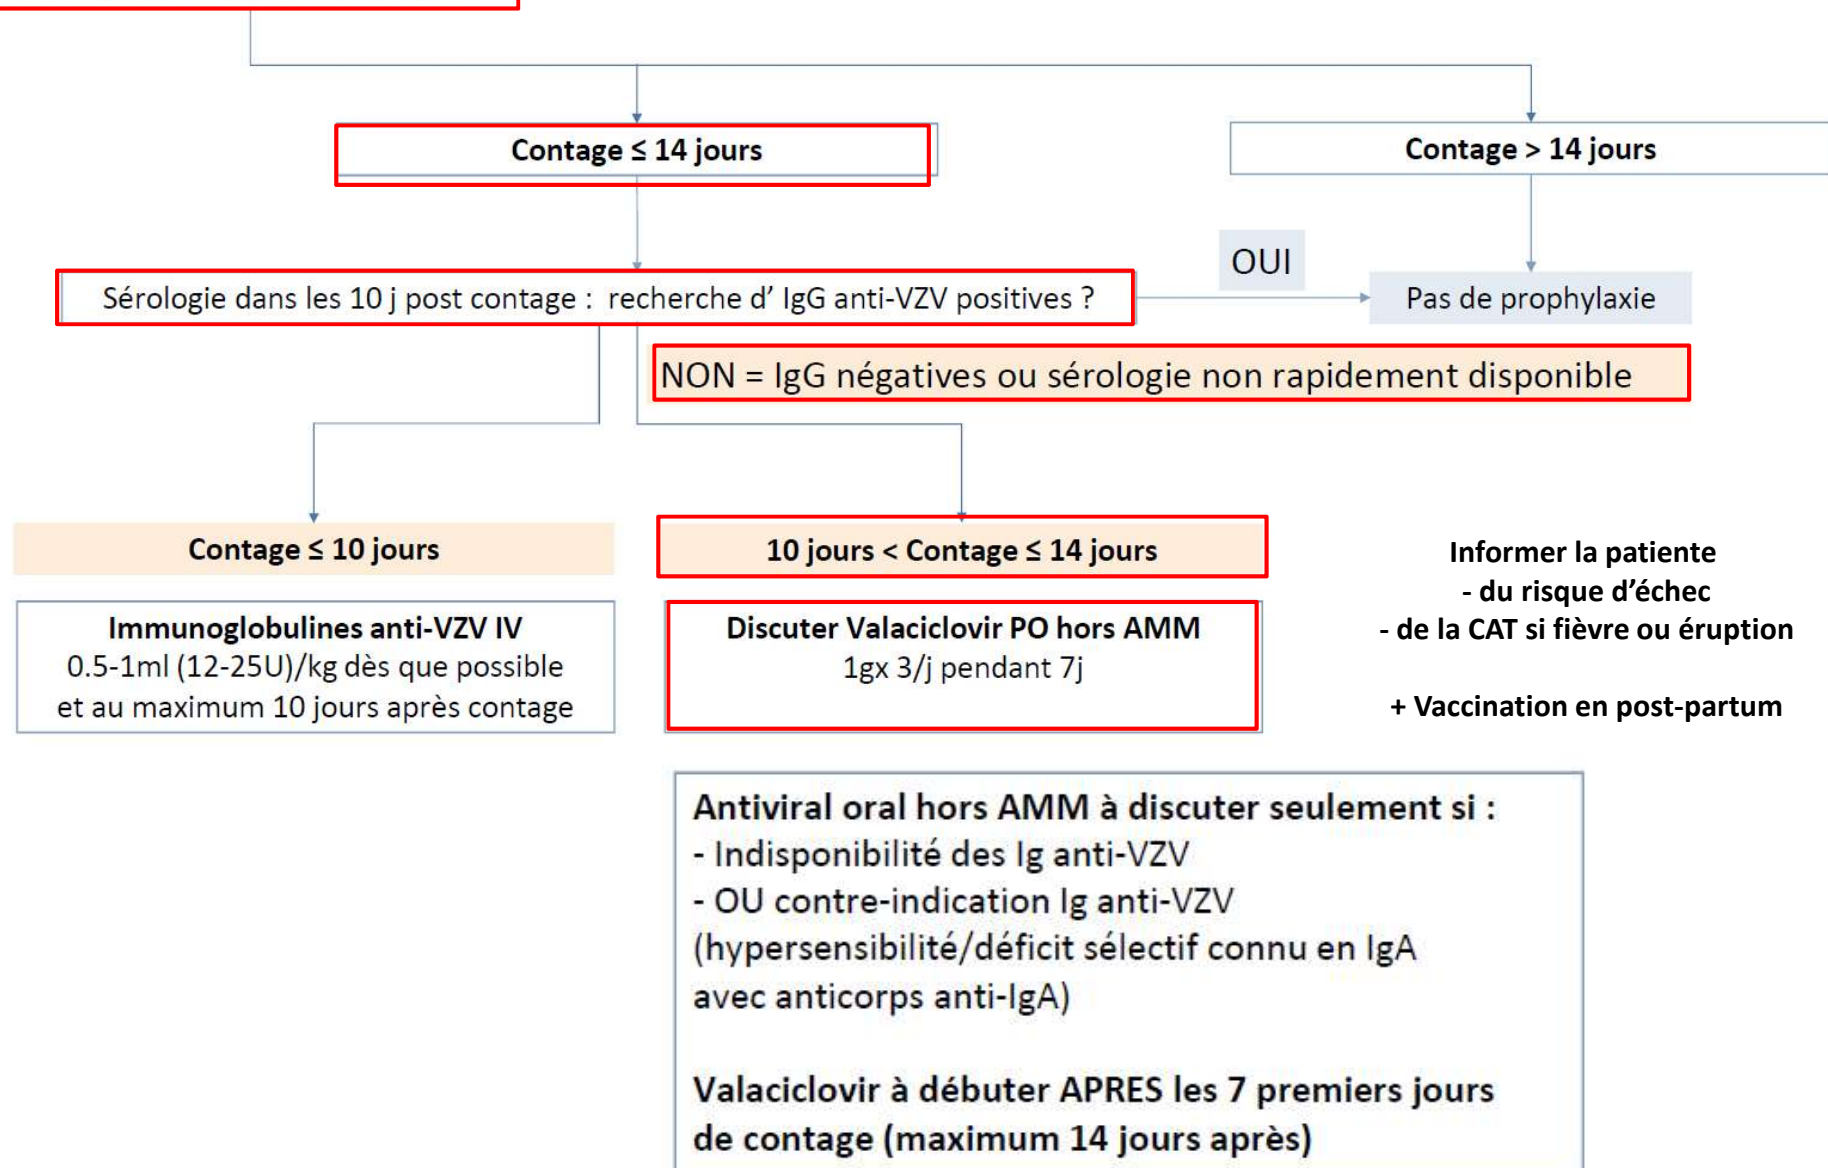 Contage ≤ 14 jours
Contage > 14 jours
Sérologie dans les 10 j post contage : recherche d' IgG anti-VZV positives ?
OUI
Pas de prophylaxie
NON = IgG négatives ou sérologie non rapidement disponible
Contage ≤ 10 jours
Immunoglobulines anti-VZV IV
0.5-1ml (12-25U)/kg dès que possible
et au maximum 10 jours après contage
10 jours < Contage ≤ 14 jours
Discuter Valaciclovir PO hors AMM
1gx 3/j pendant 7j
Informer la patiente
- du risque d’échec
- de la CAT si fièvre ou éruption
+ Vaccination en post-partum
Antiviral oral hors AMM à discuter seulement si :
- Indisponibilité des Ig anti-VZV
- OU contre-indication Ig anti-VZV
(hypersensibilité/déficit sélectif connu en IgA
avec anticorps anti-IgA)
Valaciclovir à débuter APRES les 7 premiers jours
de contage (maximum 14 jours après)